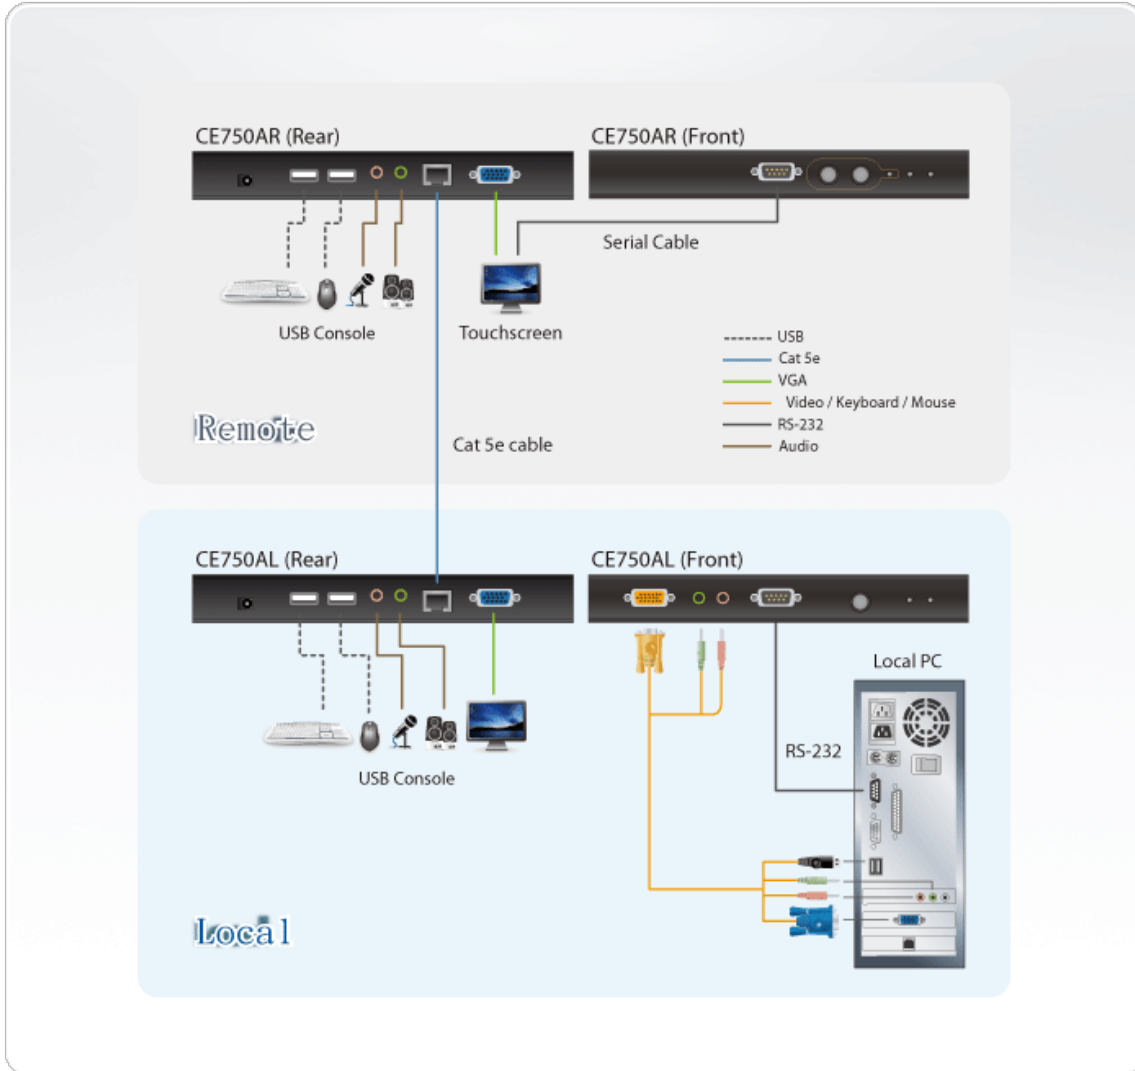 CE750AR (Rear)
CE750AR (Front)
Serial Cable
USB Console
Touchscreen
USB
Cat 5e
VGA
Video / Keyboard / Mouse
RS-232
Audio
Remote
Cat 5e cable
CE750AL (Rear)
CE750AL (Front)
Local PC
RS-232
USB Console
Local